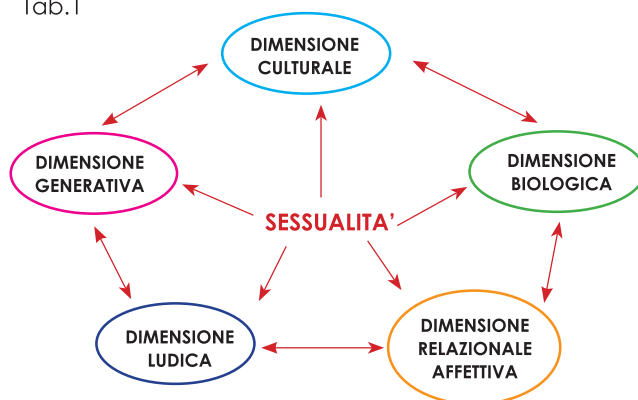 Tab.1
DIMENSIONE
CULTURALE
DIMENSIONE
GENERATIVA
DIMENSIONE
BIOLOGICA
SESSUALITA'
DIMENSIONE
LUDICA
DIMENSIONE
RELAZIONALE
AFFETTIVA